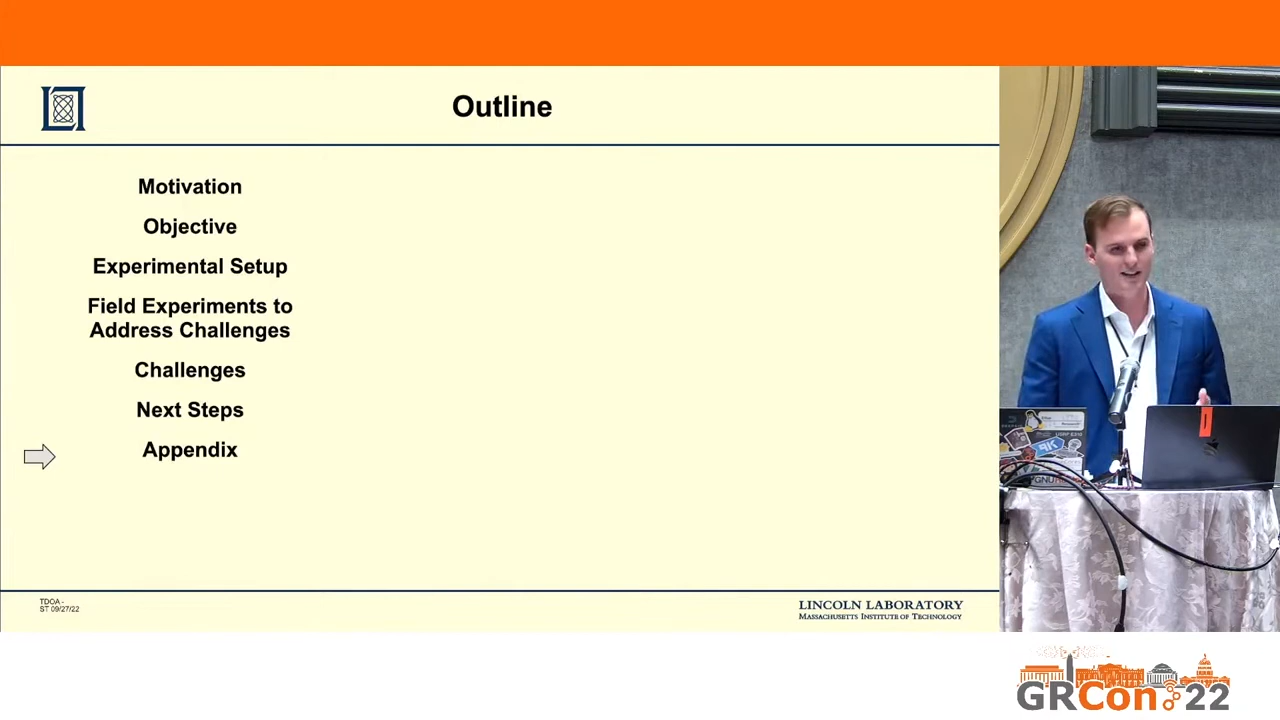 Outline
Motivation
Objective
Experimental Setup
Field Experiments to
Address Challenges
Challenges
Next Steps
Appendix
TDOA -
ST 09/27/22
LINCOLN LABORATORY
MASSACHUSETTS INSTITUTE OF TECHNOLOGY
GRCon 22